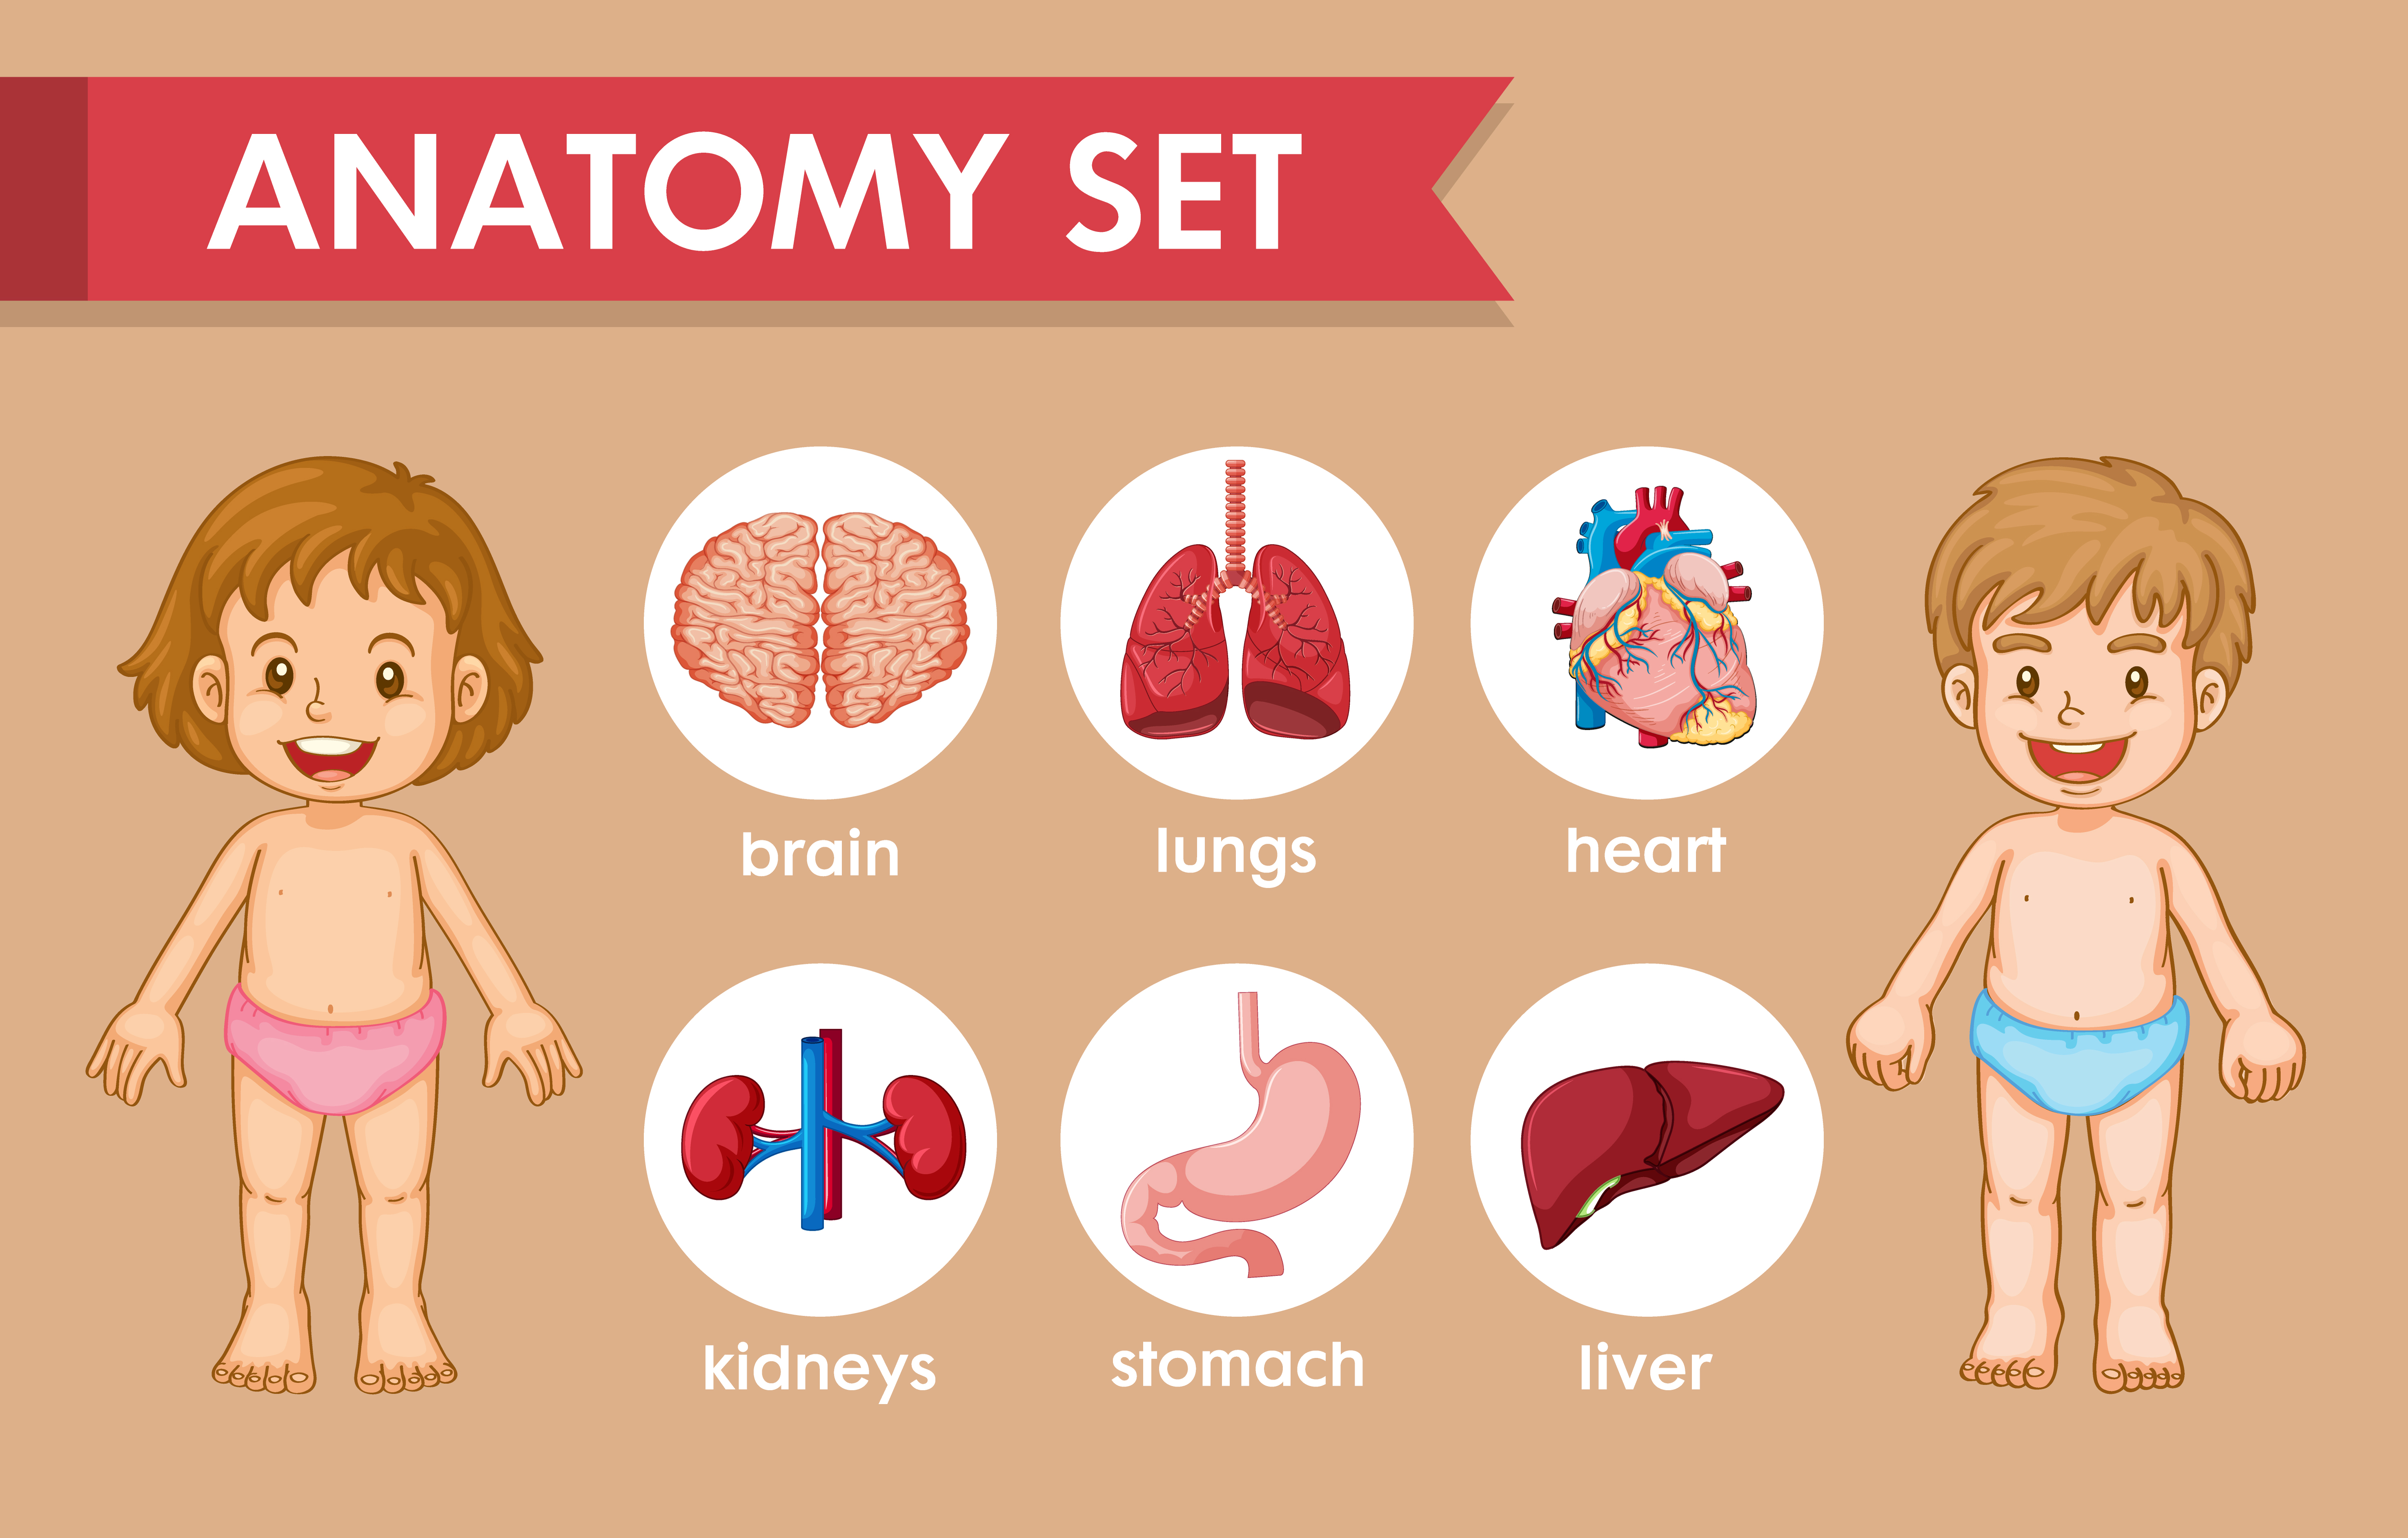 ANATOMY SET
brain
lungs
heart
kidneys
stomach
liver